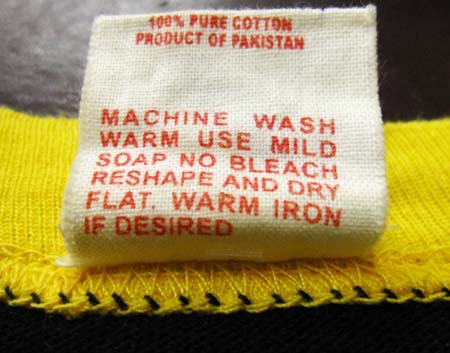 100% PURE COTTON
PRODUCT OF PAKISTAN
MACHINE WASH
WARM USE MILD
SOAP NO BLEACH
RESHAPE AND DRY
FLAT. WARM IRON
IF DESIRED